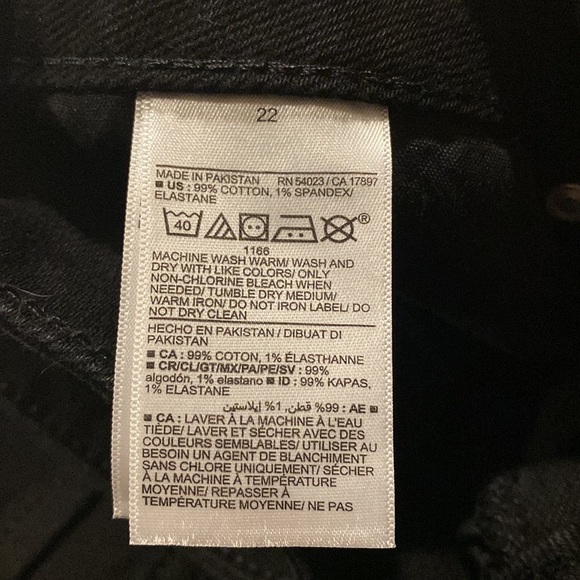 22
MADE IN PAKISTAN RN 54023 / CA 17897
■ US : 99% COTTON, 1% SPANDEX/
ELASTANE
40 ®
1166
MACHINE WASH WARM/ WASH AND
DRY WITH LIKE COLORS/ ONLY
NON-CHLORINE BLEACH WHEN
NEEDED/ TUMBLE DRY MEDIUM/
WARM IRON/ DO NOT IRON LABEL/ DO
NOT DRY CLEAN
HECHO EN PAKISTAN / DIBUAT DI
PAKISTAN
■ CA : 99% COTON, 1% ÉLASTHANNE
■ CR/CL/GT/MX/PA/PE/SV : 99%
algodón, 1% elastano ■ ID : 99% KAPAS,
1% ELASTANE
■ AE : 99% قطن, 1% إيلاستين
■ CA : LAVER À LA MACHINE À L'EAU
TIÉDE/ LAVER ET SÉCHER AVEC DES
COULEURS SEMBLABLES/ UTILISER AU
BESOIN UN AGENT DE BLANCHIMENT
SANS CHLORE UNIQUEMENT/ SÉCHER
À LA MACHINE À TEMPÉRATURE
MOYENNE/ REPASSER À
TEMPÉRATURE MOYENNE/ NE PAS